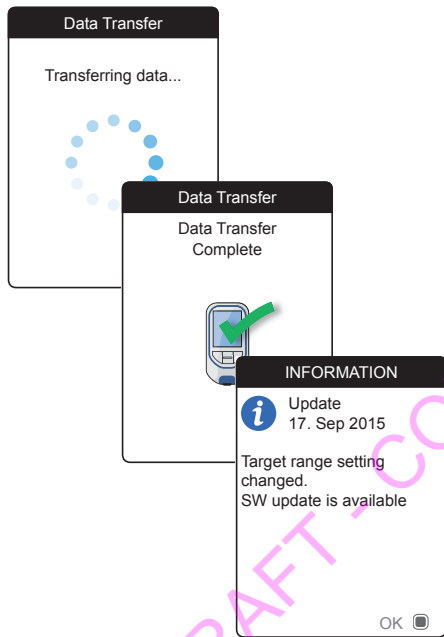 Data Transfer
Transferring data...
Data Transfer
Data Transfer
Complete
INFORMATION
Update
17. Sep 2015
Target range setting
changed.
SW update is available
OK